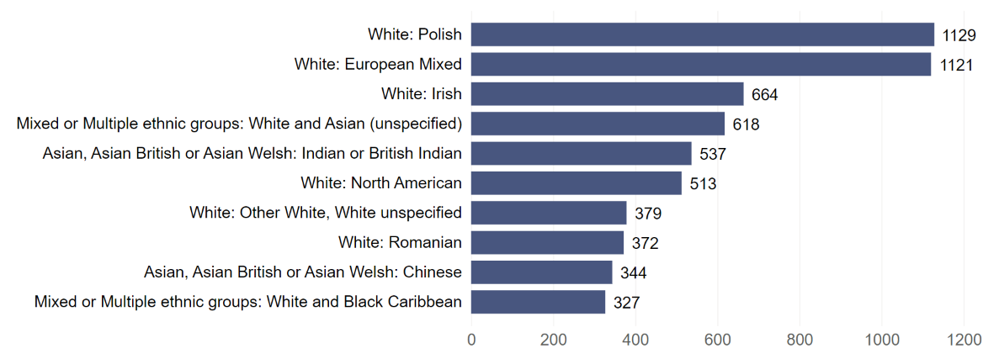 White: Polish 1129
White: European Mixed 1121
White: Irish 664
Mixed or Multiple ethnic groups: White and Asian (unspecified) 618
Asian, Asian British or Asian Welsh: Indian or British Indian 537
White: North American 513
White: Other White, White unspecified 379
White: Romanian 372
Asian, Asian British or Asian Welsh: Chinese 344
Mixed or Multiple ethnic groups: White and Black Caribbean 327
0 200 400 600 800 1000 1200